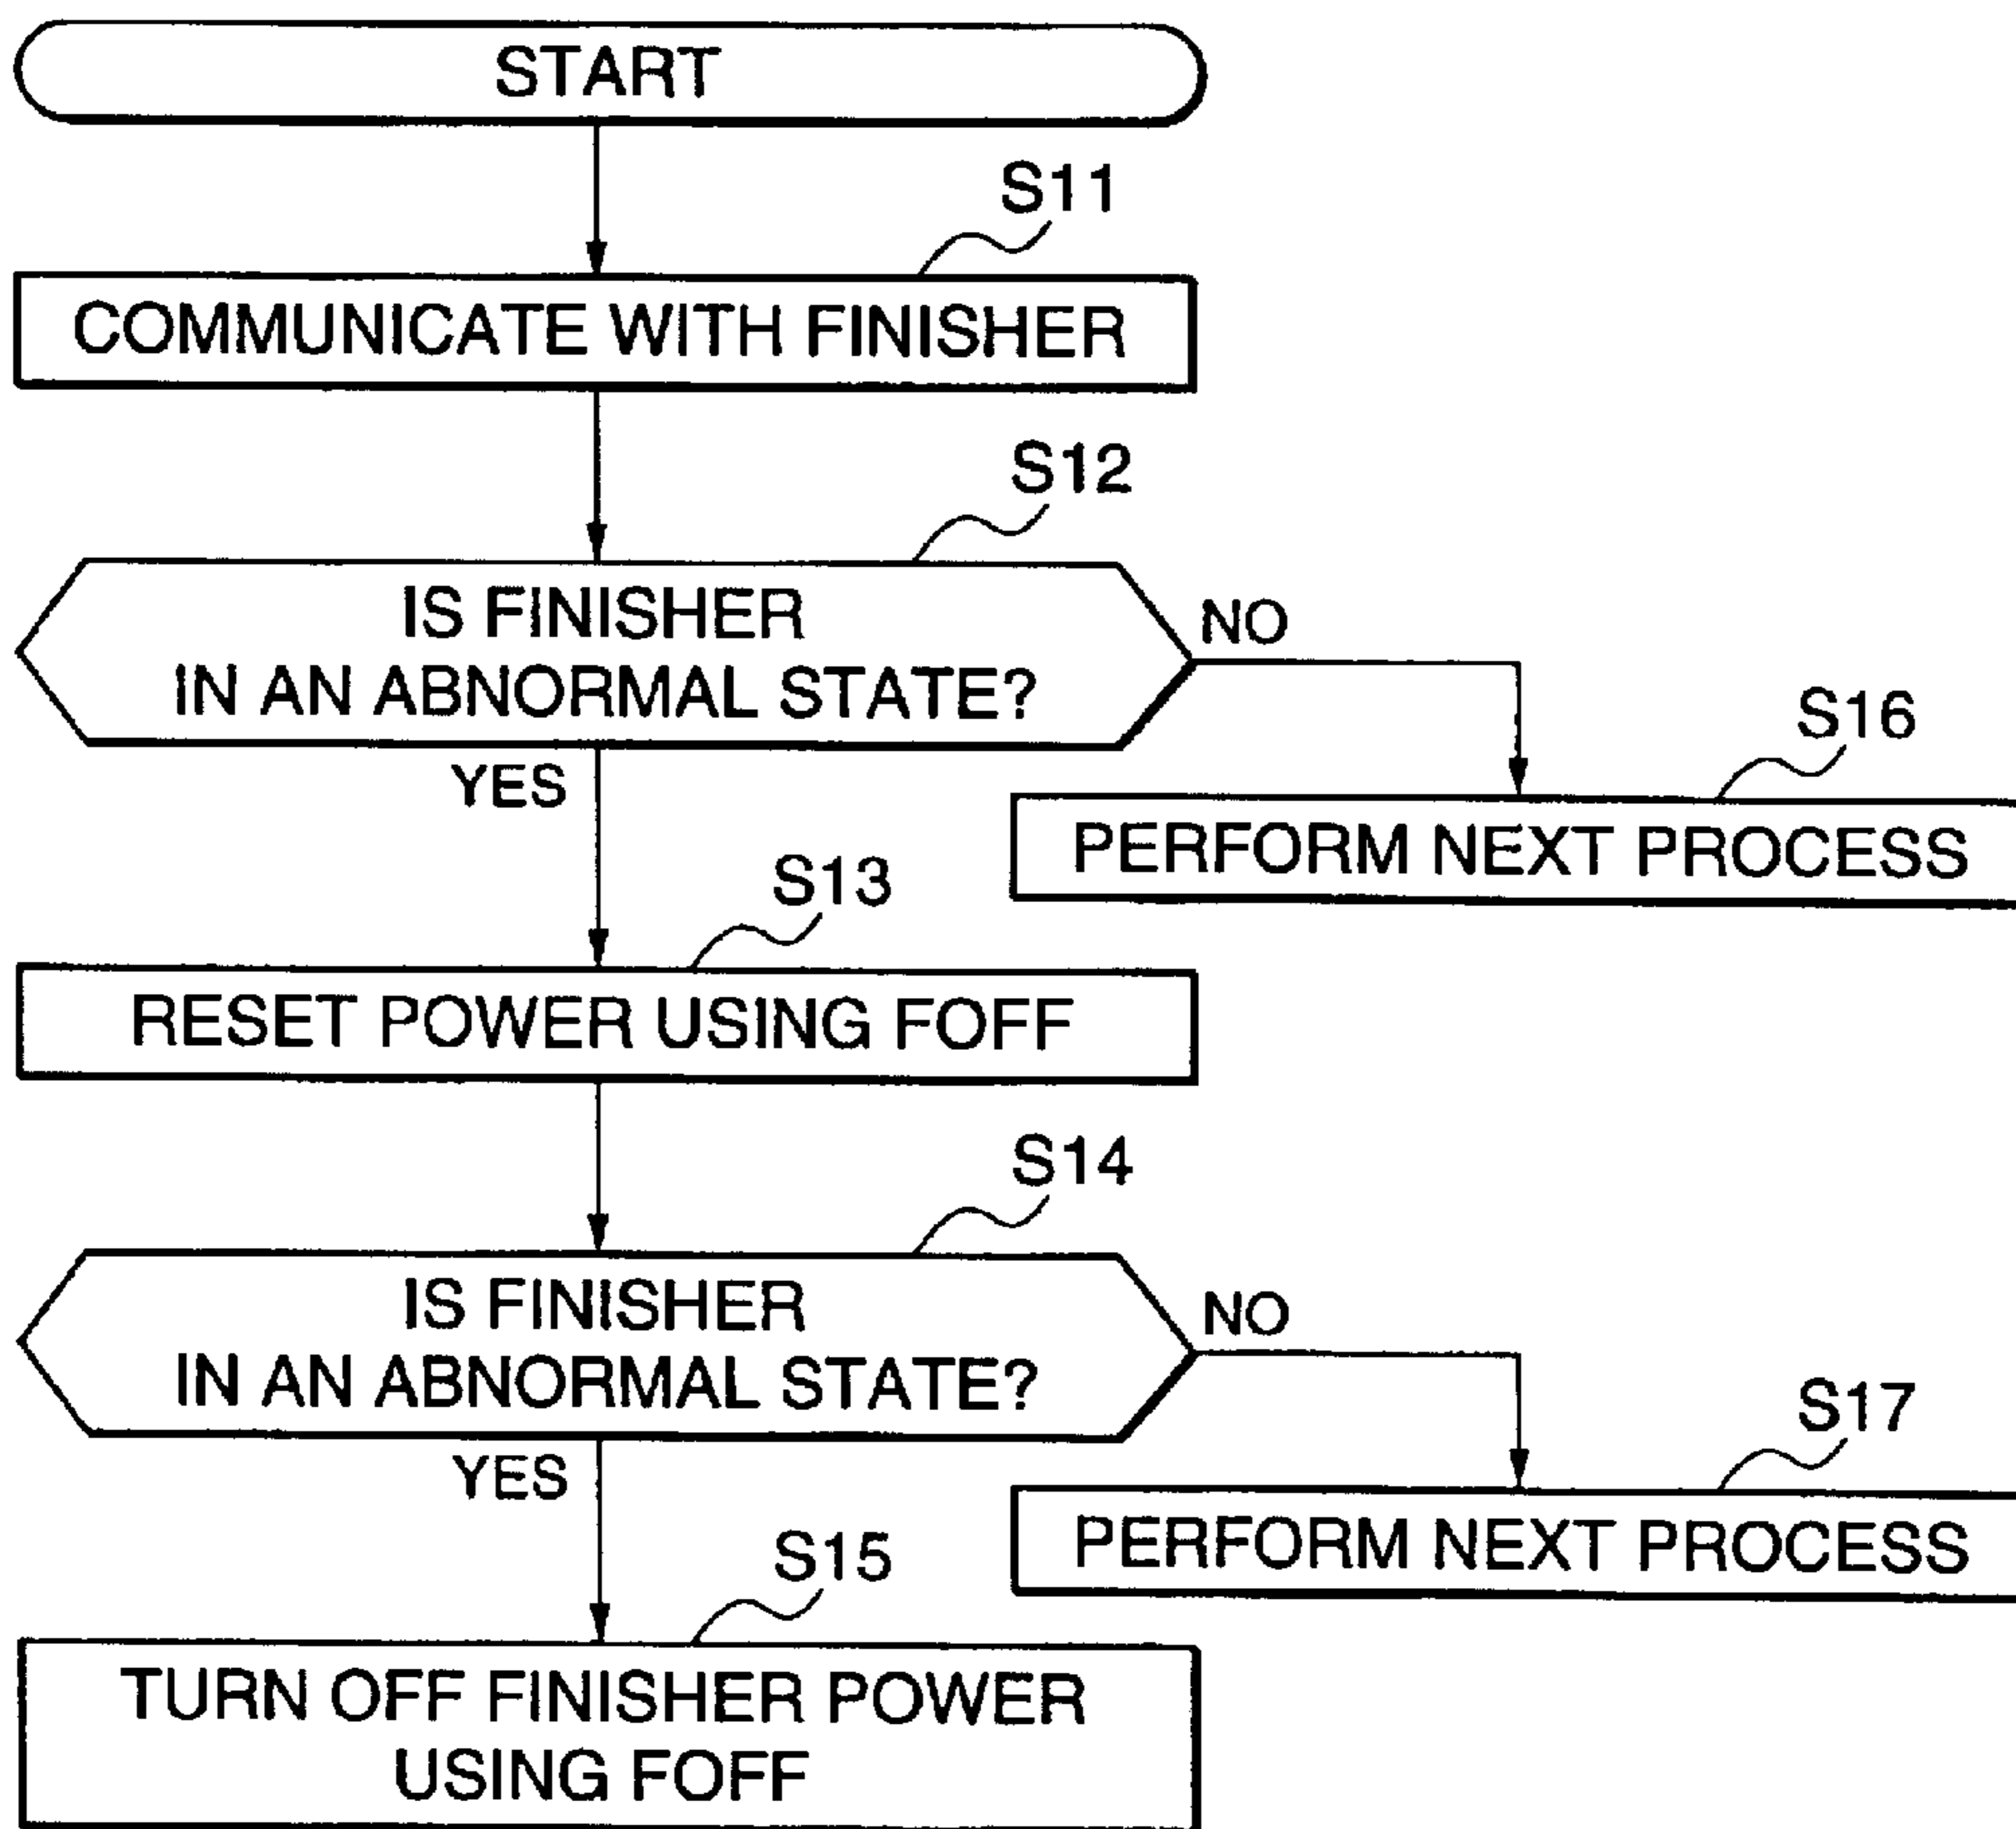 START
S11
COMMUNICATE WITH FINISHER
S12
IS FINISHER
IN AN ABNORMAL STATE?
NO
YES
S16
PERFORM NEXT PROCESS
S13
RESET POWER USING FOFF
S14
IS FINISHER
IN AN ABNORMAL STATE?
NO
YES
S17
PERFORM NEXT PROCESS
S15
TURN OFF FINISHER POWER
USING FOFF